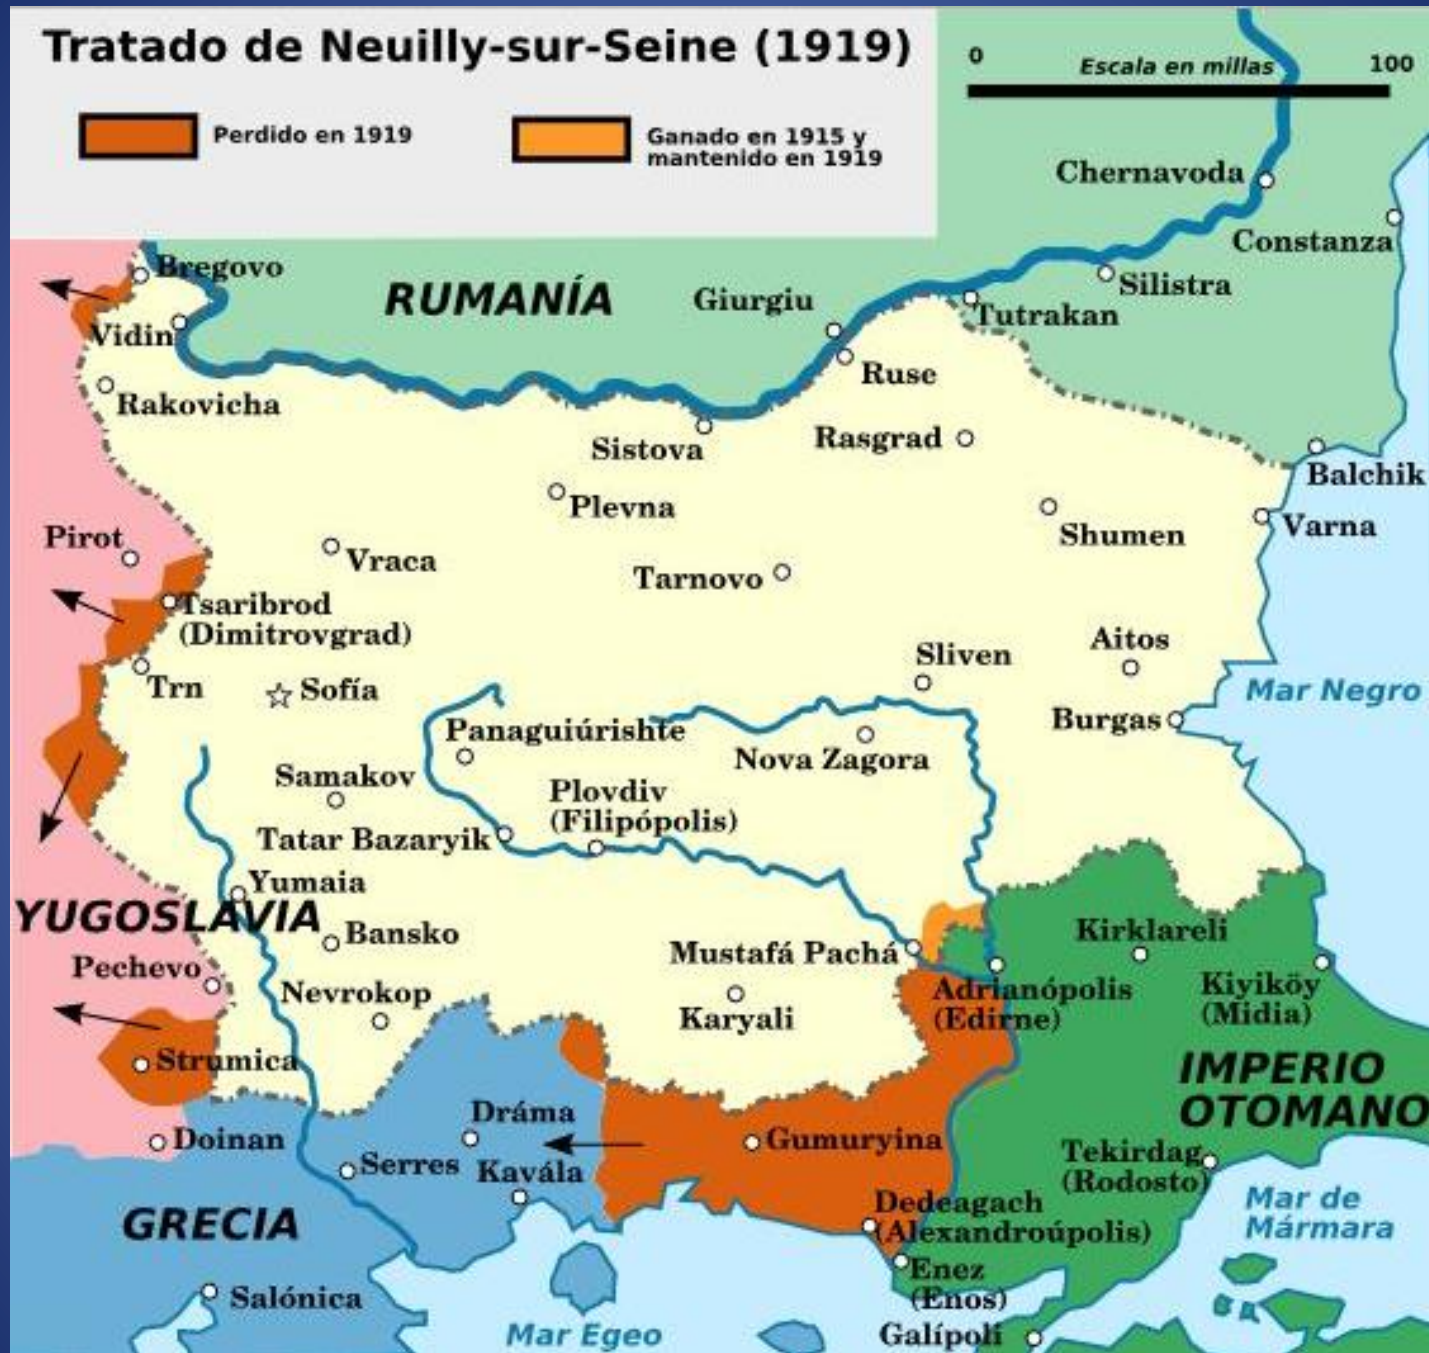 Tratado de Neuilly-sur-Seine (1919)
0
Escala en millas
100
Perdido en 1919
Ganado en 1915 y
mantenido en 1919
Chernavoda
Constanza
Bregovo
RUMANÍA
Giurgiu
Silistra
Tutrakan
Vidin
Ruse
Rakovicha
Sistova
Rasgrad
Balchik
Plevna
Pirot
Shumen
Varna
Vraca
Tarnovo
Tsaribrod
(Dimitrovgrad)
Aitos
Sliven
Trn
Sofía
Mar Negro
Burgas
Panaguiúrishte
Nova Zagora
Samakov
Plovdiv
(Filipópolis)
Tatar Bazaryik
Yumaia
YUGOSLAVIA
Bansko
Kirklareli
Mustafá Pachá
Pechevo
Nevrokop
Karyali
Adrianópolis
(Edirne)
Kiyiköy
(Midia)
Strumica
IMPERIO
OTOMANO
Dráma
Doinan
Gumuryina
Serres
Kavála
Tekirdag
(Rodosto)
Dedeagach
(Alexandroúpolis)
Mar de
Mármara
GRECIA
Enez
(Enos)
Salónica
Mar Egeo
Galípoli